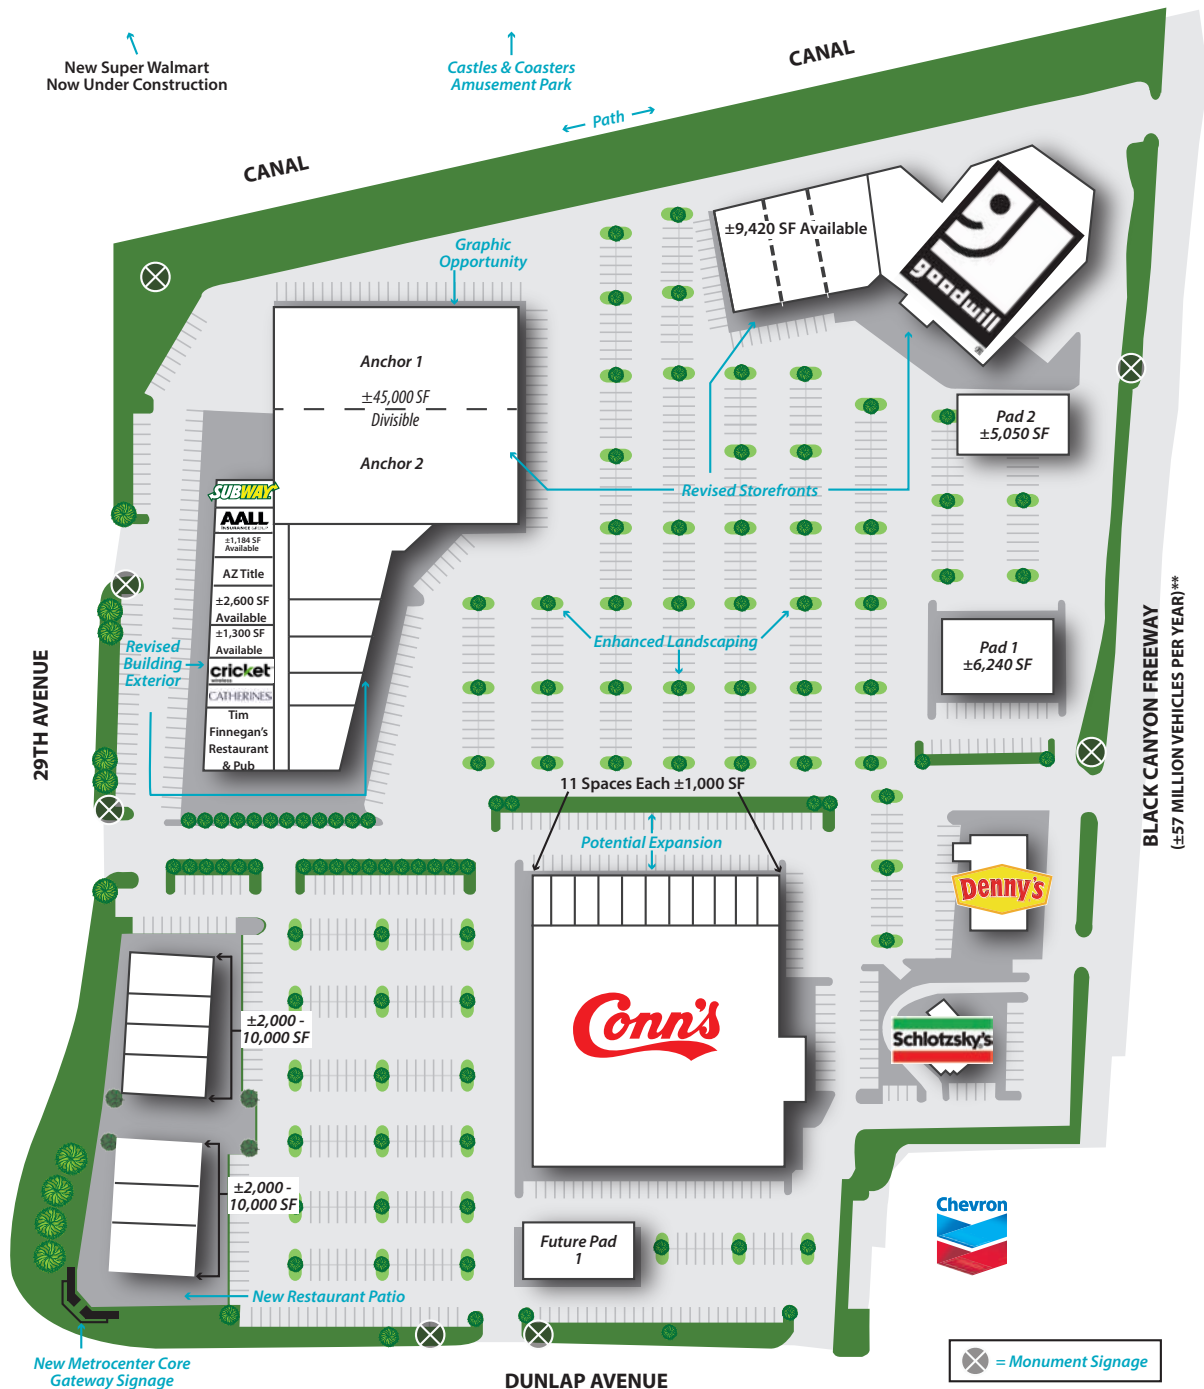 New Super Walmart
Now Under Construction
Castles & Coasters
Amusement Park
CANAL
Path
CANAL
Graphic
Opportunity
±9,420 SF Available
goodwill
®
Anchor 1
±45,000 SF
Divisible
Anchor 2
Revised Storefronts
Pad 2
±5,050 SF
SUBWAY
AALL
INSURANCE GROUP
±1,184 SF
Available
AZ Title
±2,600 SF
Available
±1,300 SF
Available
cricket
wireless
CATHERINES
Tim
Finnegan's
Restaurant
& Pub
Revised
Building
Exterior
29TH AVENUE
Enhanced Landscaping
Pad 1
±6,240 SF
BLACK CANYON FREEWAY
(±57 MILLION VEHICLES PER YEAR)**
11 Spaces Each ±1,000 SF
Potential Expansion
Denny's
Conn's
Schlotzsky's
±2,000 -
10,000 SF
±2,000 -
10,000 SF
Chevron
Future Pad
1
New Restaurant Patio
New Metrocenter Core
Gateway Signage
DUNLAP AVENUE
= Monument Signage